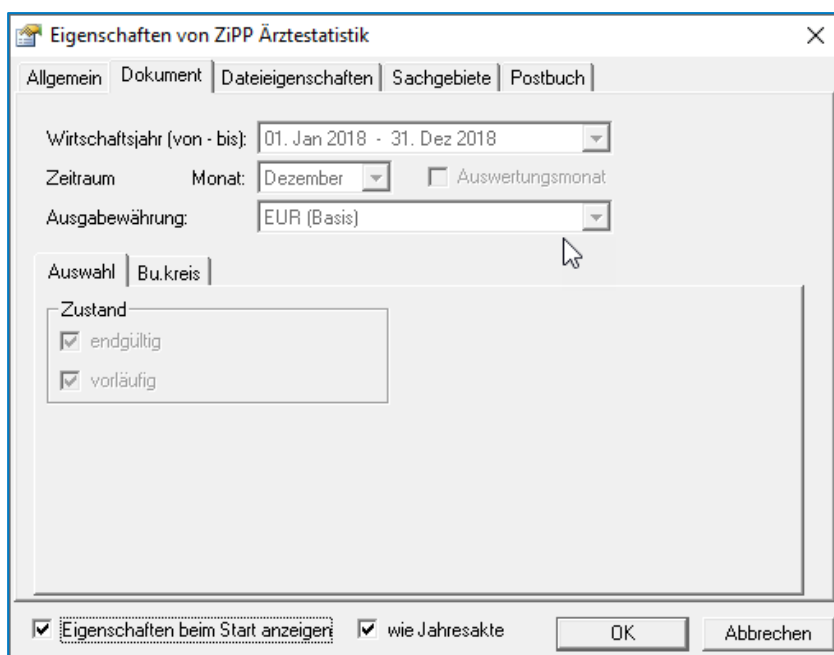 Eigenschaften von ZiPP Ärztestatistik
Allgemein Dokument Dateieigenschaften Sachgebiete Postbuch
Wirtschaftsjahr (von - bis): 01. Jan 2018 - 31. Dez 2018
Zeitraum Monat: Dezember Auswertungsmonat
Ausgabewährung: EUR (Basis)
Auswahl Bu.kreis
Zustand
endgültig
vorläufig
Eigenschaften beim Start anzeigen wie Jahresakte OK Abbrechen